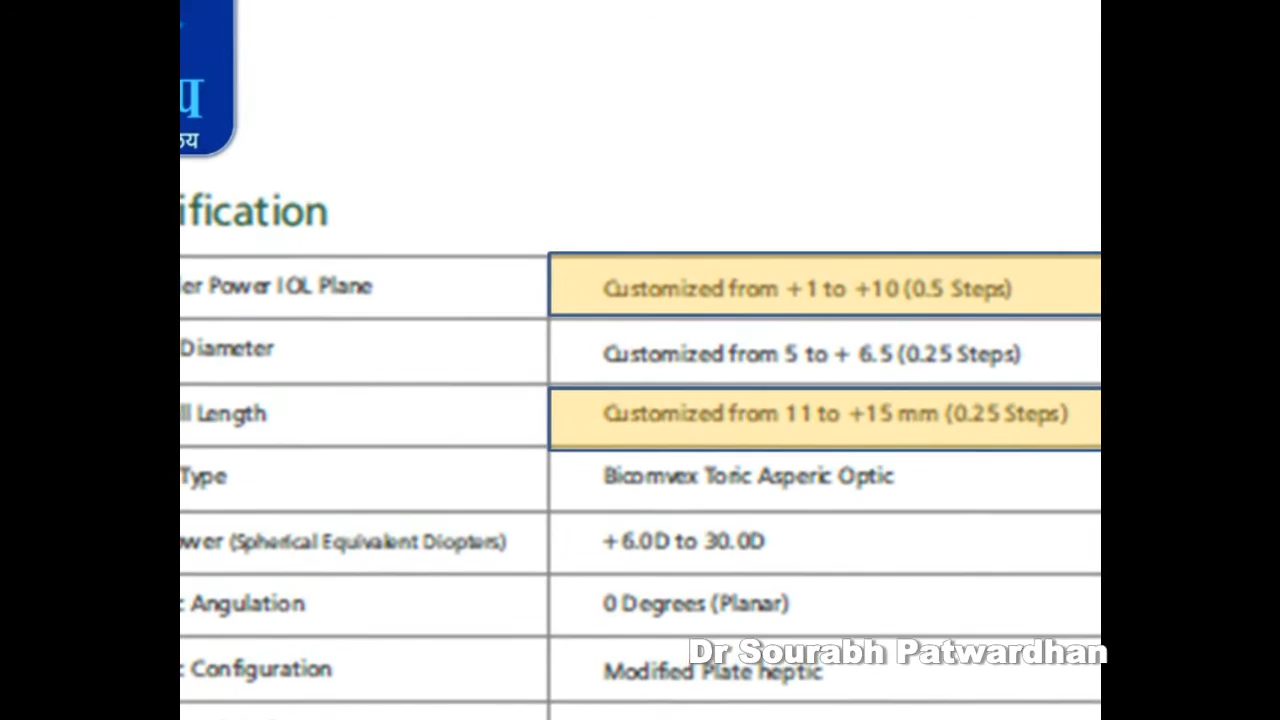 य
लय
ification
er Power IOL Plane Customized from +1 to +10 (0.5 Steps)
Diameter Customized from 5 to + 6.5 (0.25 Steps)
ll Length Customized from 11 to +15 mm (0.25 Steps)
Type Biconvex Toric Asperic Optic
wer (Spherical Equivalent Diopters) +6.0D to 30.0D
c Angulation 0 Degrees (Planar)
c Configuration Modified Plate heptic
Dr Sourabh Patwardhan